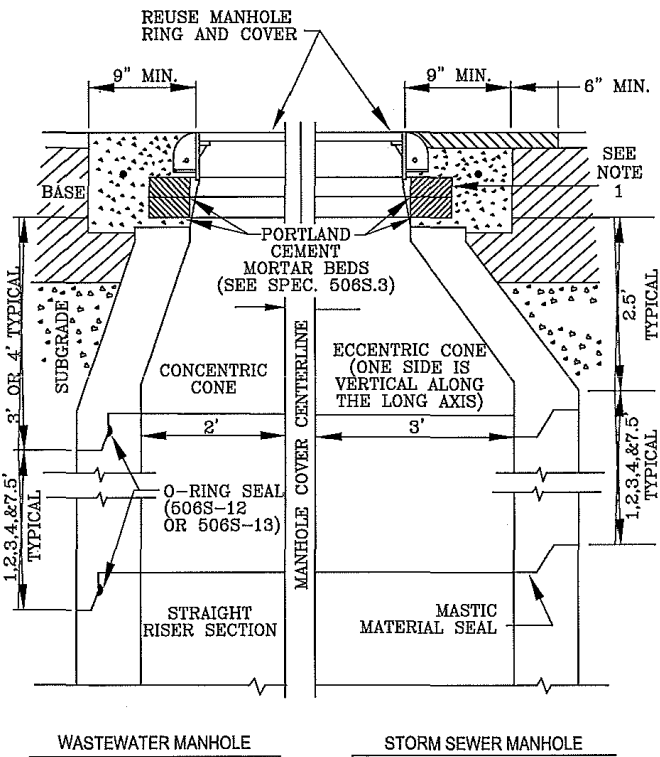 REUSE MANHOLE
RING AND COVER
9" MIN.
9" MIN.
6" MIN.
BASE
SEE
NOTE
1
PORTLAND
CEMENT
MORTAR BEDS
(SEE SPEC. 506S.3)
3' OR 4' TYPICAL
SUBGRADE
2.5'
CONCENTRIC
CONE
MANHOLE COVER CENTERLINE
ECCENTRIC CONE
(ONE SIDE IS
VERTICAL ALONG
THE LONG AXIS)
2'
3'
1,2,3,4,&7.5'
TYPICAL
O-RING SEAL
(506S-12
OR 506S-13)
1,2,3,4,&7.5'
TYPICAL
STRAIGHT
RISER SECTION
MASTIC
MATERIAL SEAL
WASTEWATER MANHOLE
STORM SEWER MANHOLE